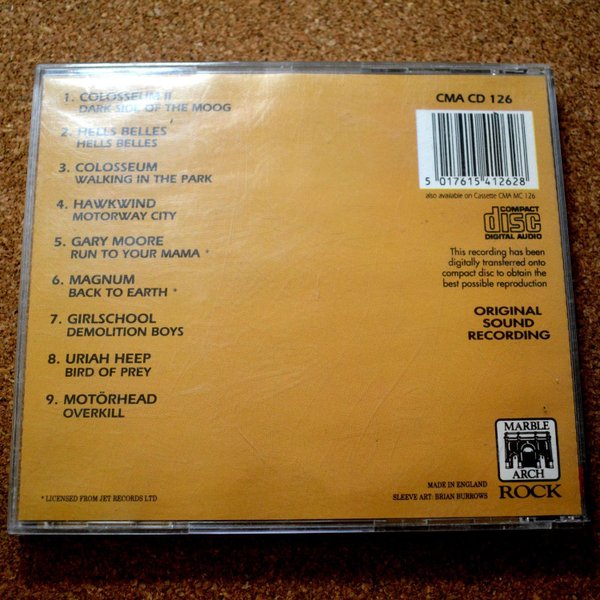 1. COLOSSEUM II
DARK SIDE OF THE MOOG
2. HELLS BELLES
HELLS BELLES
3. COLOSSEUM
WALKING IN THE PARK
4. HAWKWIND
MOTORWAY CITY
5. GARY MOORE
RUN TO YOUR MAMA *
6. MAGNUM
BACK TO EARTH *
7. GIRLSCHOOL
DEMOLITION BOYS
8. URIAH HEEP
BIRD OF PREY
9. MOTÖRHEAD
OVERKILL
* LICENSED FROM JET RECORDS LTD
CMA CD 126
5 017615 412628
also available on Cassette CMA MC 126
COMPACT
disc
DIGITAL AUDIO
This recording has been
digitally transferred onto
compact disc to obtain the
best possible reproduction
ORIGINAL
SOUND
RECORDING
MARBLE
ARCH
ROCK
MADE IN ENGLAND
SLEEVE ART: BRIAN BURROWS